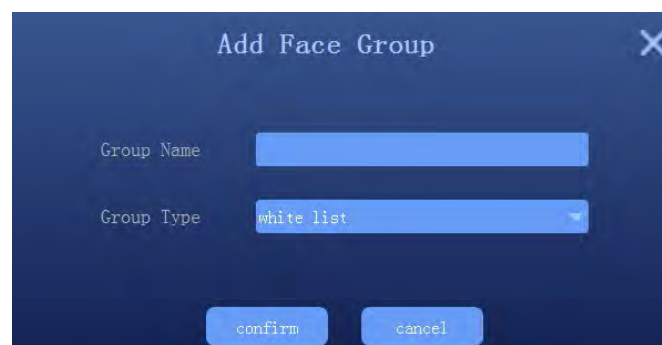 Add Face Group
Group Name
Group Type white list
confirm cancel